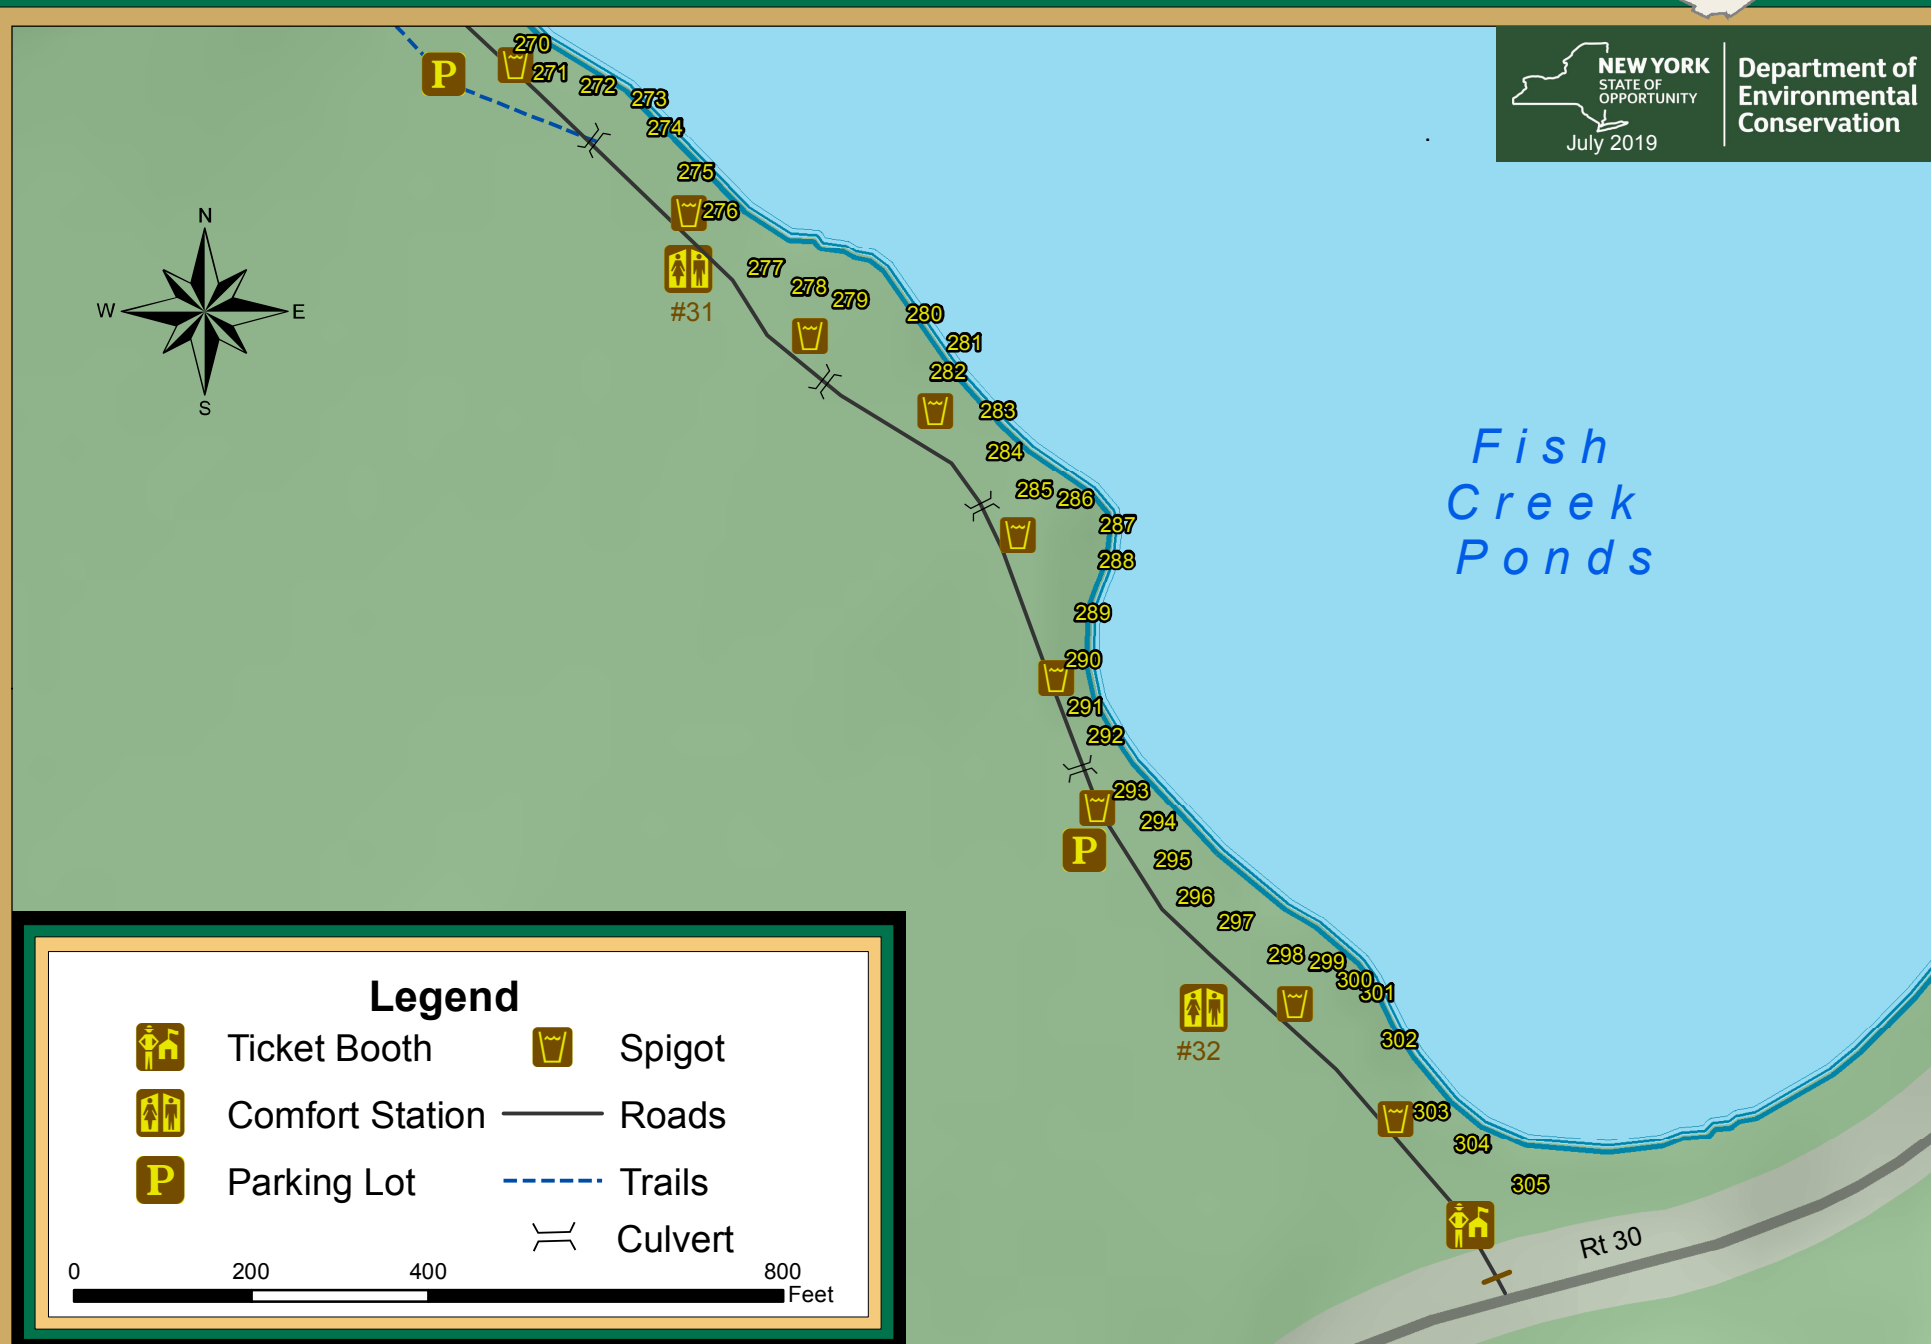 NEW YORK
STATE OF
OPPORTUNITY
July 2019
Department of
Environmental
Conservation
270
271
272
273
274
P
275
276
#31
277
278
279
280
281
282
283
284
285
286
287
288
289
290
291
292
293
294
P
295
296
297
298
299
300
301
302
#32
303
304
305
N
W
E
S
Fish
Creek
Ponds
Rt 30
Legend
Ticket Booth
Spigot
Comfort Station
Roads
P
Parking Lot
Trails
Culvert
0 200 400 800
Feet